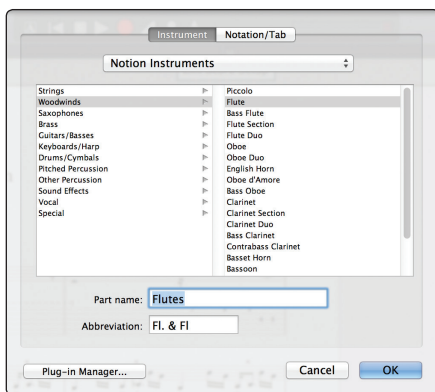 Instrument Notation/Tab
Notion Instruments
Strings
Woodwinds
Saxophones
Brass
Guitars/Basses
Keyboards/Harp
Drums/Cymbals
Pitched Percussion
Other Percussion
Sound Effects
Vocal
Special
Piccolo
Flute
Bass Flute
Flute Section
Flute Duo
Oboe
Oboe Duo
English Horn
Oboe d'Amore
Bass Oboe
Clarinet
Clarinet Section
Clarinet Duo
Bass Clarinet
Contrabass Clarinet
Basset Horn
Bassoon
Part name: Flutes
Abbreviation: Fl. & Fl
Plug-in Manager... Cancel OK